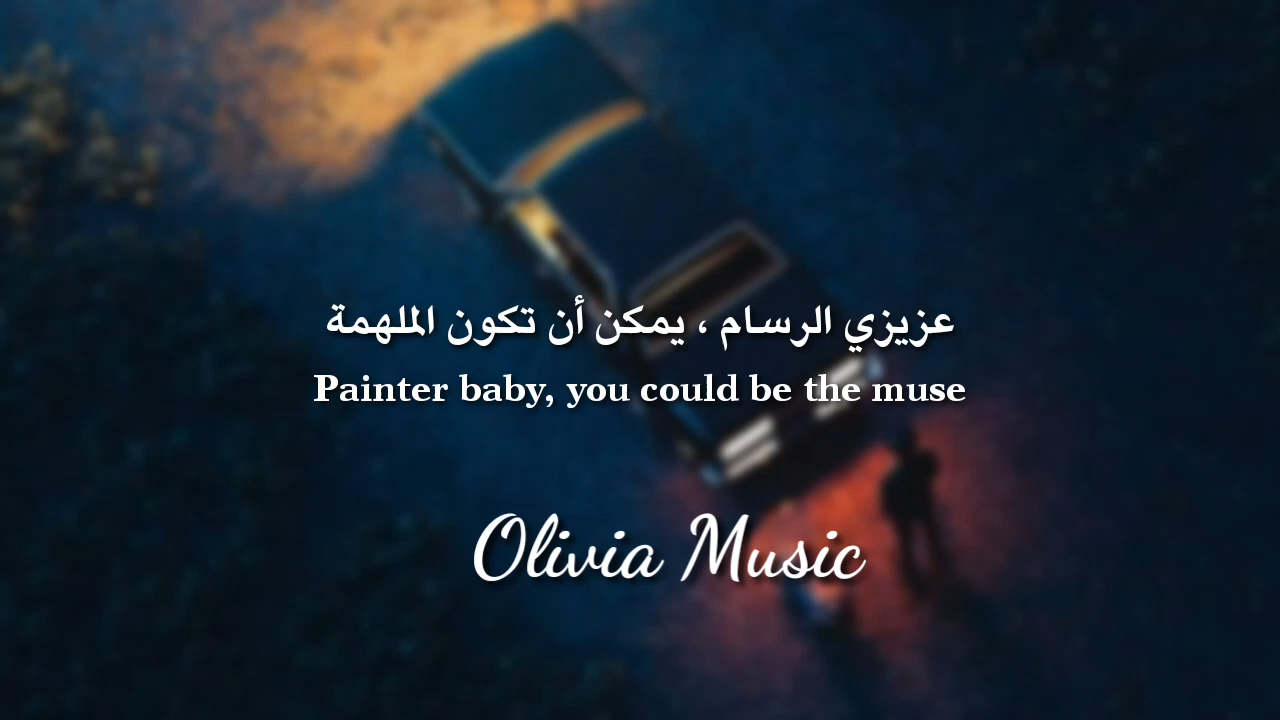 عزيزي الرسام ، يمكن أن تكون الملهمة
Painter baby, you could be the muse
Olivia Music